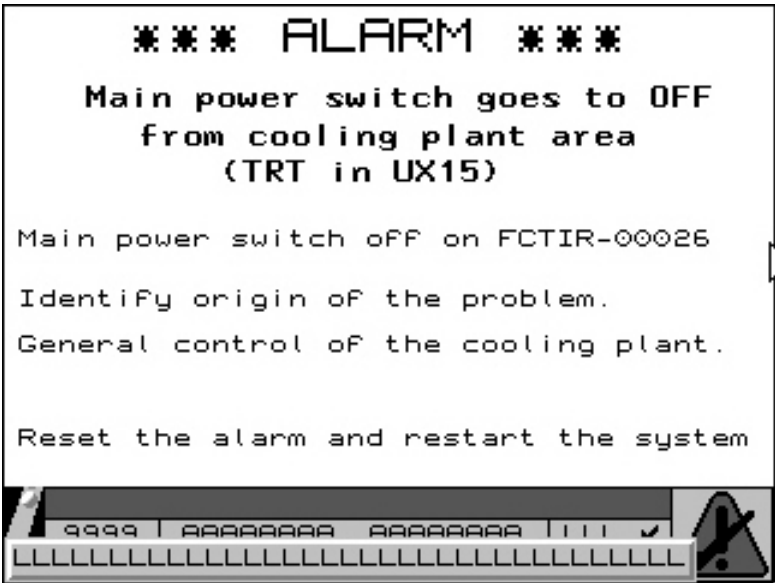 *** ALARM ***
Main power switch goes to OFF
from cooling plant area
(TRT in UX15)
Main power switch off on FCTIR-00026
Identify origin of the problem.
General control of the cooling plant.
Reset the alarm and restart the system
9999 AAAAAAAA AAAAAAAA